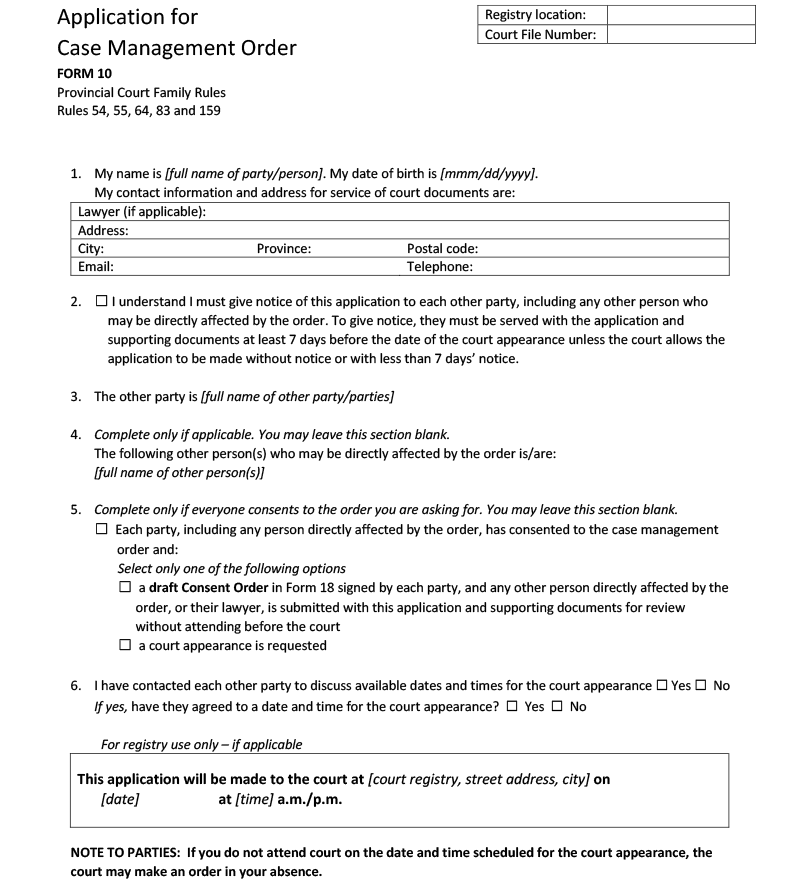 Application for
Case Management Order
FORM 10
Provincial Court Family Rules
Rules 54, 55, 64, 83 and 159
Registry location:
Court File Number:
1. My name is [full name of party/person]. My date of birth is [mmm/dd/yyyy].
My contact information and address for service of court documents are:
Lawyer (if applicable):
Address:
City: Province: Postal code:
Email: Telephone:
2. ☐ I understand I must give notice of this application to each other party, including any other person who
may be directly affected by the order. To give notice, they must be served with the application and
supporting documents at least 7 days before the date of the court appearance unless the court allows the
application to be made without notice or with less than 7 days’ notice.
3. The other party is [full name of other party/parties]
4. Complete only if applicable. You may leave this section blank.
The following other person(s) who may be directly affected by the order is/are:
[full name of other person(s)]
5. Complete only if everyone consents to the order you are asking for. You may leave this section blank.
☐ Each party, including any person directly affected by the order, has consented to the case management
order and:
Select only one of the following options
☐ a draft Consent Order in Form 18 signed by each party, and any other person directly affected by the
order, or their lawyer, is submitted with this application and supporting documents for review
without attending before the court
☐ a court appearance is requested
6. I have contacted each other party to discuss available dates and times for the court appearance ☐ Yes ☐ No
If yes, have they agreed to a date and time for the court appearance? ☐ Yes ☐ No
For registry use only – if applicable
This application will be made to the court at [court registry, street address, city] on
[date] at [time] a.m./p.m.
NOTE TO PARTIES: If you do not attend court on the date and time scheduled for the court appearance, the
court may make an order in your absence.